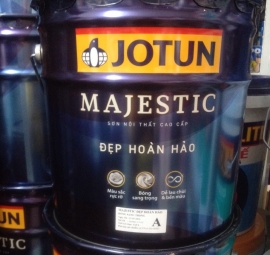 JOTUN
MAJESTIC
SƠN NỘI THẤT CAO CẤP
ĐẸP HOÀN HẢO
Màu sắc
rực rỡ
Bóng
sang trọng
Dễ lau chùi
& bền màu
A